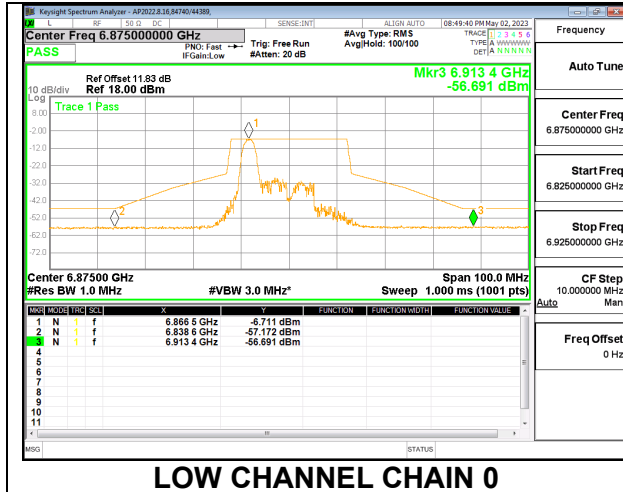 Keysight Spectrum Analyzer - AP2022.8.16,84740/44389,
L RF 50 Ω DC SENSE:INT ALIGN AUTO 08:49:40 PM May 02, 2023
Center Freq 6.875000000 GHz
PASS
PNO: Fast
IFGain:Low
Trig: Free Run
#Atten: 20 dB
#Avg Type: RMS
Avg|Hold: 100/100
TRACE 1 2 3 4 5 6
TYPE A WWWWW
DET A N N N N N
Ref Offset 11.83 dB
Ref 18.00 dBm
10 dB/div
Log
Mkr3 6.913 4 GHz
-56.691 dBm
Trace 1 Pass
8.00
-2.00
-12.0
-22.0
-32.0
-42.0
-52.0
-62.0
-72.0
1
2
3
Center 6.87500 GHz
Span 100.0 MHz
#Res BW 1.0 MHz
#VBW 3.0 MHz*
Sweep 1.000 ms (1001 pts)
MKR MODE TRC SCL X Y FUNCTION FUNCTION WIDTH FUNCTION VALUE
1 N 1 f 6.866 5 GHz -6.711 dBm
2 N 1 f 6.838 6 GHz -57.172 dBm
3 N 1 f 6.913 4 GHz -56.691 dBm
4
5
6
7
8
9
10
11
MSG
STATUS
Frequency
Auto Tune
Center Freq
6.875000000 GHz
Start Freq
6.825000000 GHz
Stop Freq
6.925000000 GHz
CF Step
10.000000 MHz
Auto Man
Freq Offset
0 Hz
LOW CHANNEL CHAIN 0